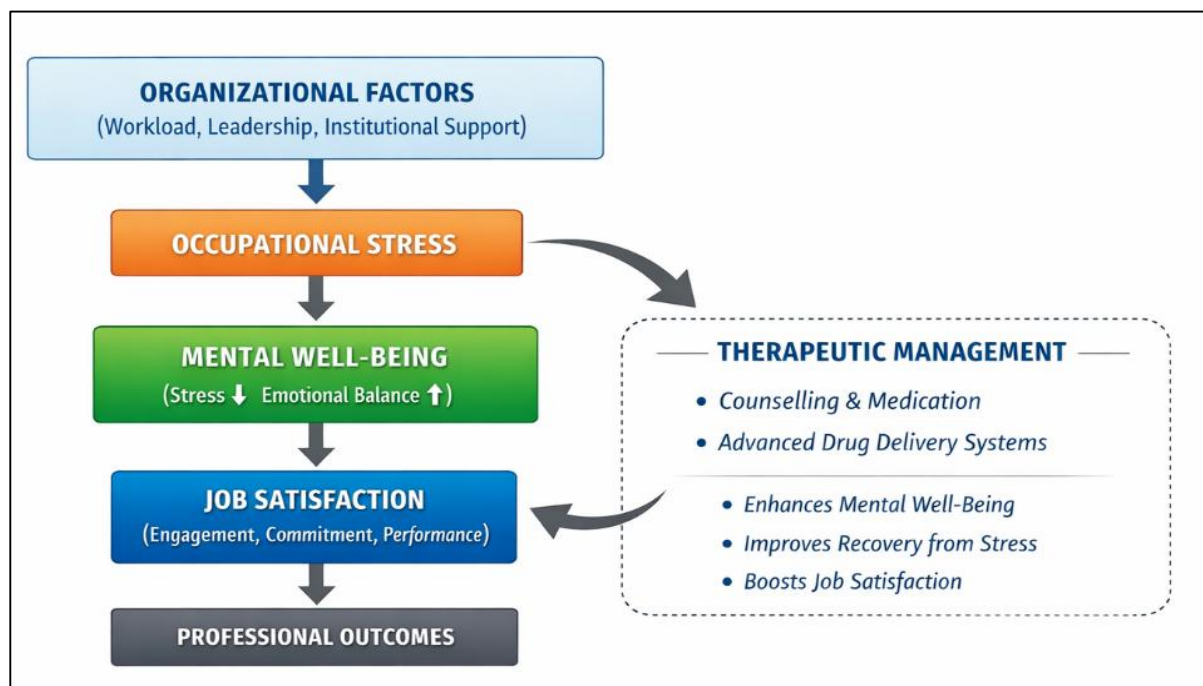 ORGANIZATIONAL FACTORS
(Workload, Leadership, Institutional Support)
OCCUPATIONAL STRESS
MENTAL WELL-BEING
(Stress ⬇ Emotional Balance ⬆)
JOB SATISFACTION
(Engagement, Commitment, Performance)
PROFESSIONAL OUTCOMES
THERAPEUTIC MANAGEMENT
• Counselling & Medication
• Advanced Drug Delivery Systems
• Enhances Mental Well-Being
• Improves Recovery from Stress
• Boosts Job Satisfaction